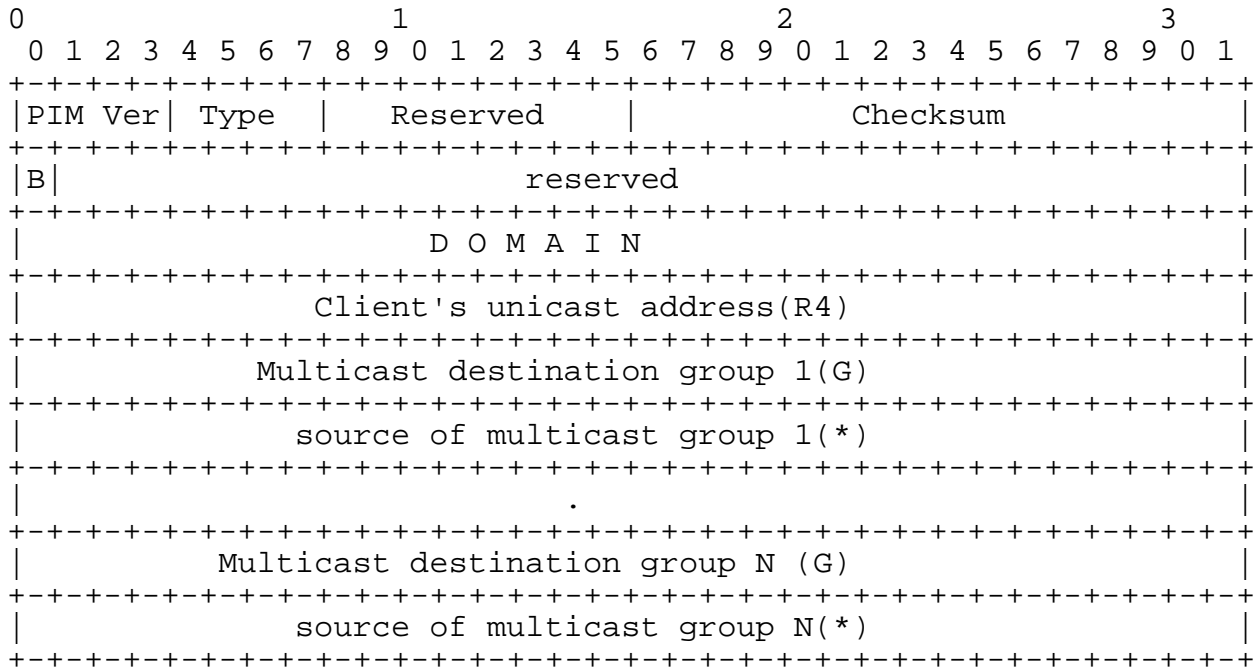 0                   1                   2                   3
 0 1 2 3 4 5 6 7 8 9 0 1 2 3 4 5 6 7 8 9 0 1 2 3 4 5 6 7 8 9 0 1
+-+-+-+-+-+-+-+-+-+-+-+-+-+-+-+-+-+-+-+-+-+-+-+-+-+-+-+-+-+-+-+-+
|PIM Ver| Type  |   Reserved    |           Checksum            |
+-+-+-+-+-+-+-+-+-+-+-+-+-+-+-+-+-+-+-+-+-+-+-+-+-+-+-+-+-+-+-+-+
|B|                        reserved                             |
+-+-+-+-+-+-+-+-+-+-+-+-+-+-+-+-+-+-+-+-+-+-+-+-+-+-+-+-+-+-+-+-+
|                     D O M A I N                               |
+-+-+-+-+-+-+-+-+-+-+-+-+-+-+-+-+-+-+-+-+-+-+-+-+-+-+-+-+-+-+-+-+
|               Client's unicast address(R4)                    |
+-+-+-+-+-+-+-+-+-+-+-+-+-+-+-+-+-+-+-+-+-+-+-+-+-+-+-+-+-+-+-+-+
|            Multicast destination group 1(G)                   |
+-+-+-+-+-+-+-+-+-+-+-+-+-+-+-+-+-+-+-+-+-+-+-+-+-+-+-+-+-+-+-+-+
|              source of multicast group 1(*)                   |
+-+-+-+-+-+-+-+-+-+-+-+-+-+-+-+-+-+-+-+-+-+-+-+-+-+-+-+-+-+-+-+-+
|                            .                                  |
+-+-+-+-+-+-+-+-+-+-+-+-+-+-+-+-+-+-+-+-+-+-+-+-+-+-+-+-+-+-+-+-+
|          Multicast destination group N (G)                    |
+-+-+-+-+-+-+-+-+-+-+-+-+-+-+-+-+-+-+-+-+-+-+-+-+-+-+-+-+-+-+-+-+
|              source of multicast group N(*)                   |
+-+-+-+-+-+-+-+-+-+-+-+-+-+-+-+-+-+-+-+-+-+-+-+-+-+-+-+-+-+-+-+-+